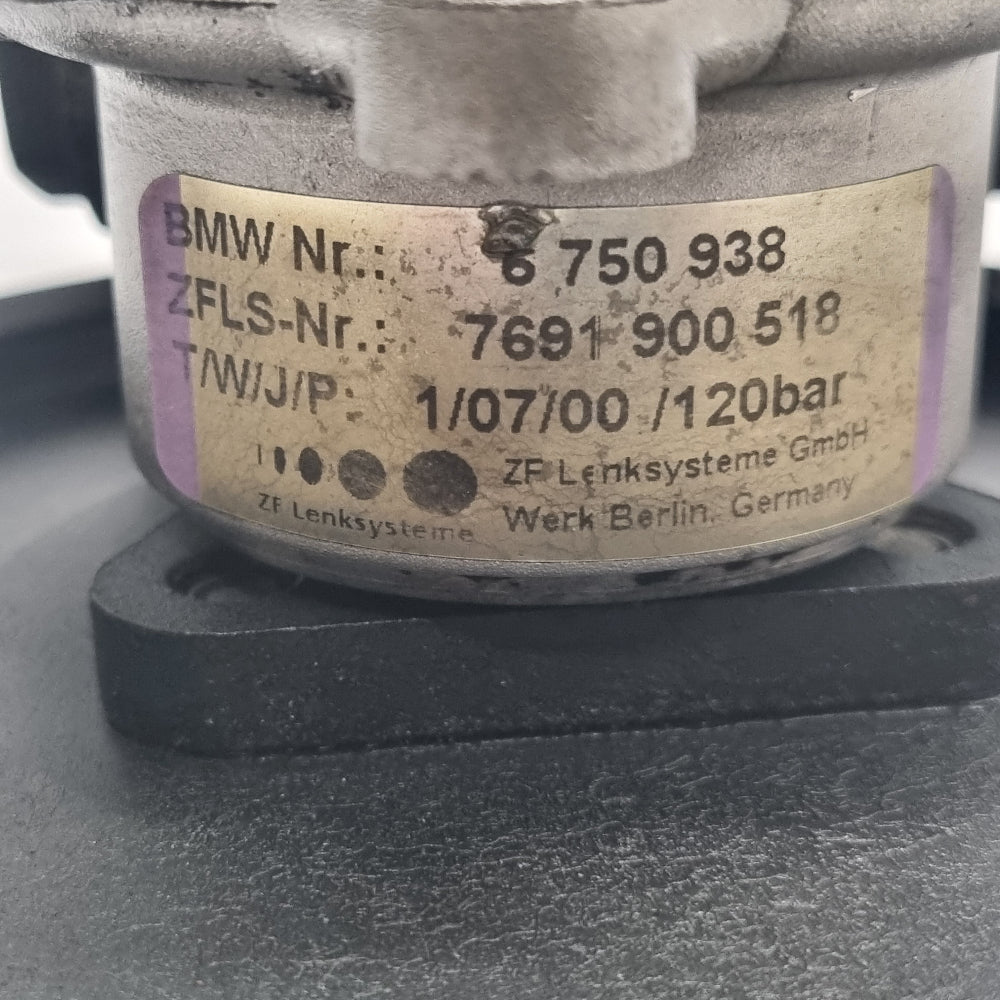 BMW Nr.: 6 750 938
ZFLS-Nr.: 7691 900 518
T/W/J/P: 1/07/00 /120bar
ZF Lenksysteme GmbH
ZF Lenksysteme
Werk Berlin, Germany